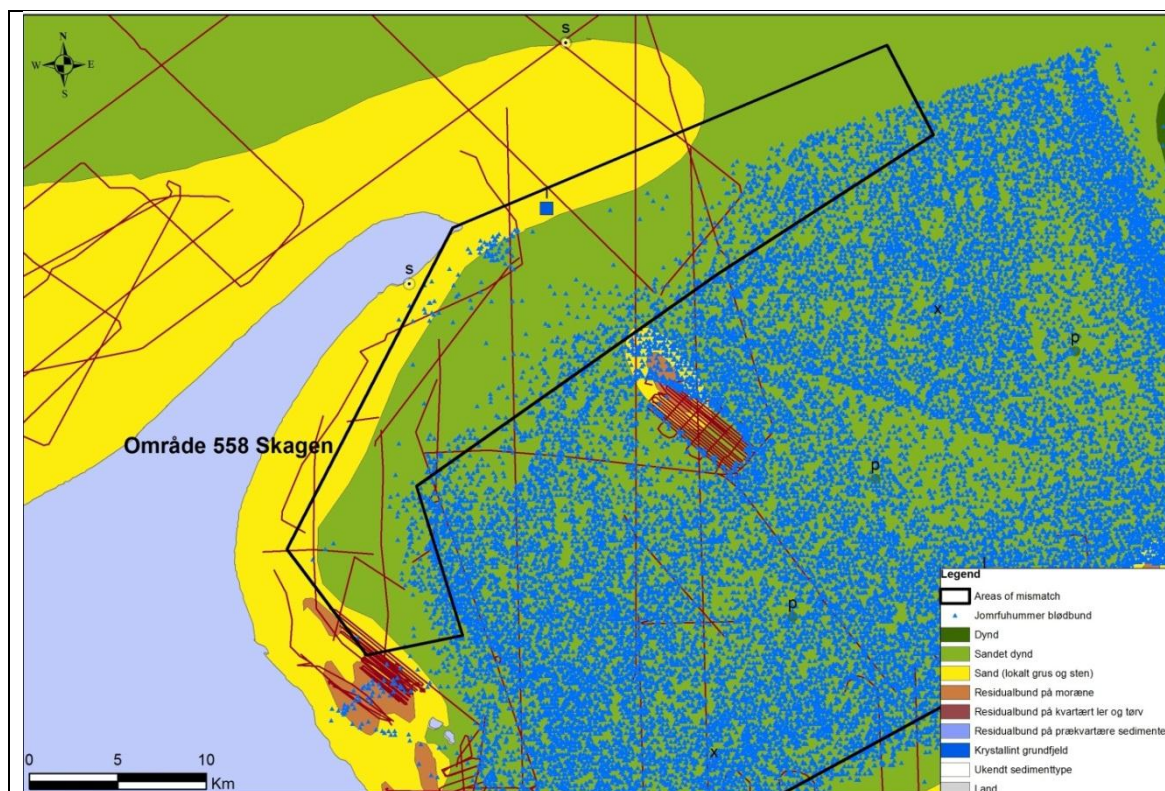 N
W E
S
s
T
s
Område 558 Skagen
x
p
p
p
x
Legend
Areas of mismatch
Jomfruhummer blødbund
Dynd
Sandet dynd
Sand (lokalt grus og sten)
Residualbund på moræne
Residualbund på kvartært ler og tørv
Residualbund på prækvartære sedimente
Krystallint grundfjeld
Ukendt sedimenttype
Land
0 5 10
Km